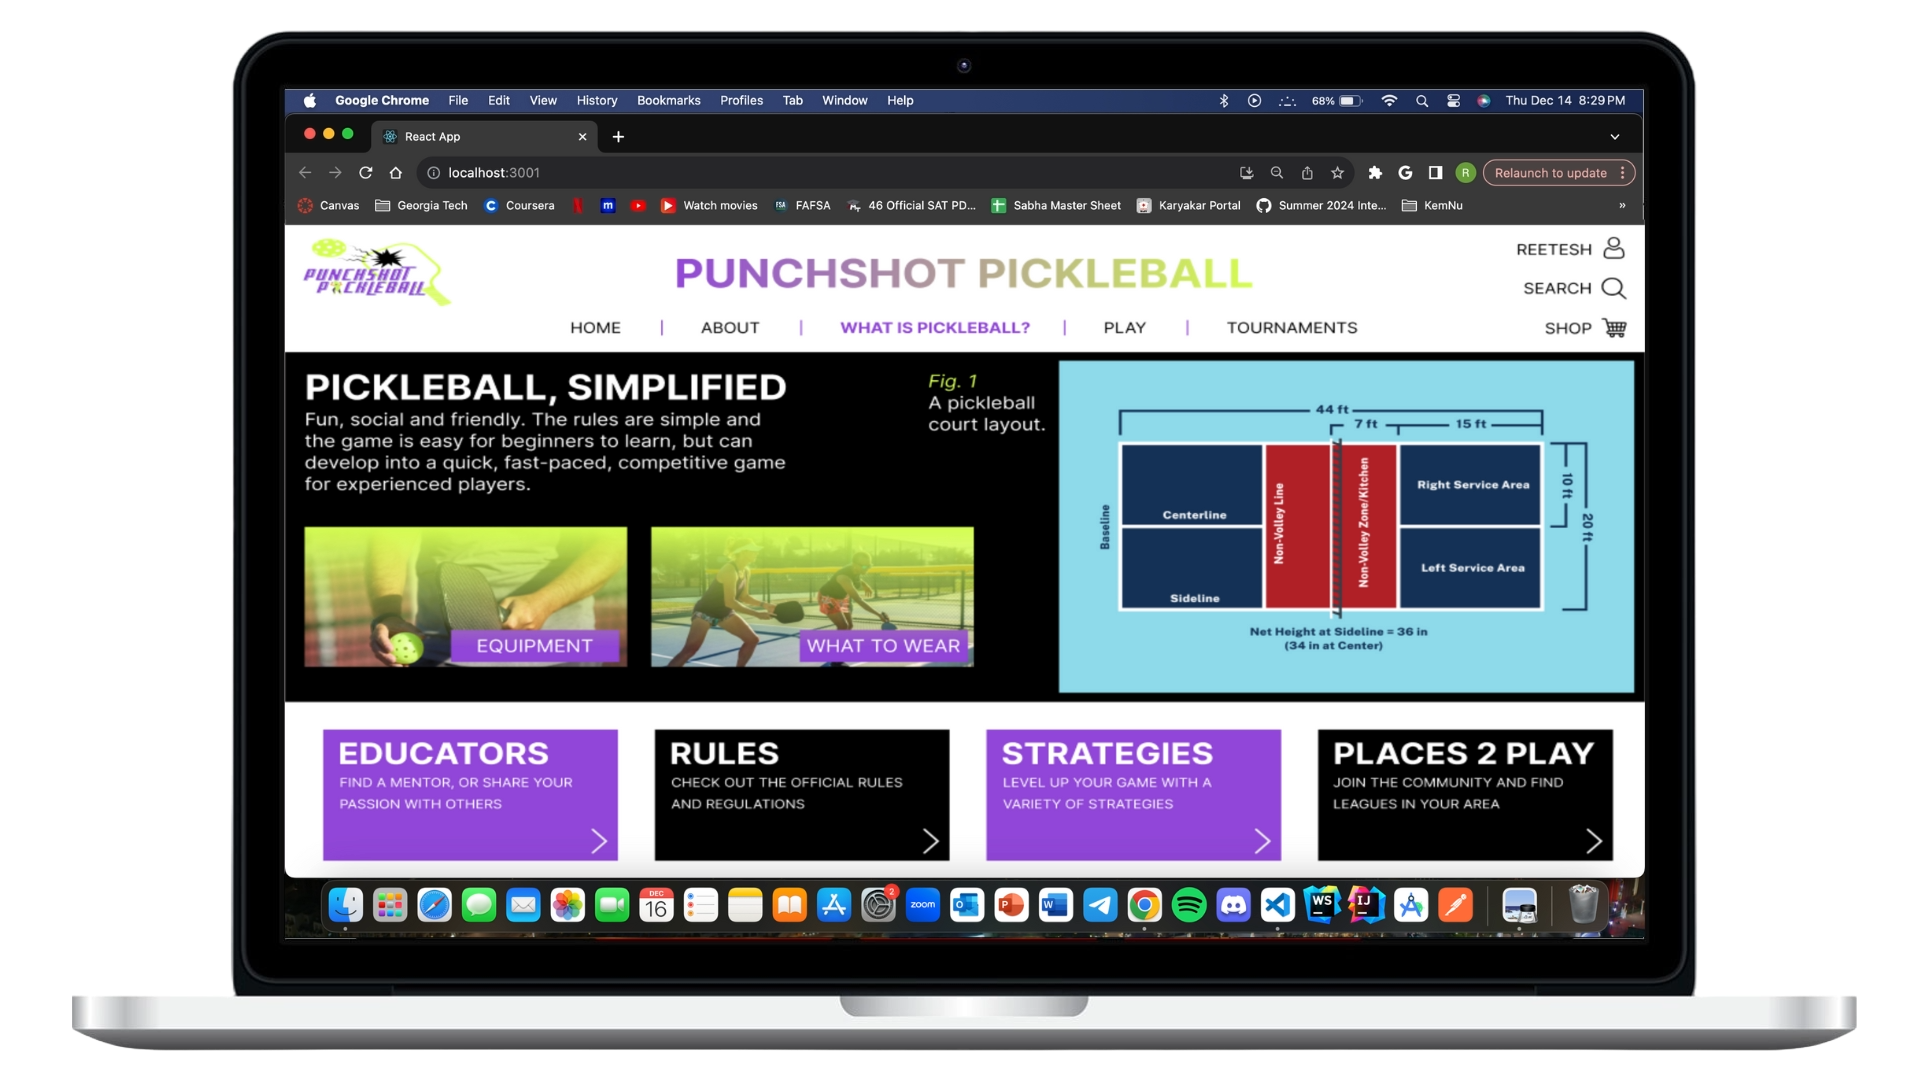 Google Chrome File Edit View History Bookmarks Profiles Tab Window Help 68% Thu Dec 14 8:29 PM
React App
localhost:3001 G R Relaunch to update
Canvas Georgia Tech C Coursera m Watch movies FSA FAFSA 46 Official SAT PD... Sabha Master Sheet Karyakar Portal Summer 2024 Inte... KemNu »
PUNCHSHOT
PICKLEBALL
PUNCHSHOT PICKLEBALL
REETESH
SEARCH
SHOP
HOME | ABOUT | WHAT IS PICKLEBALL? | PLAY | TOURNAMENTS
PICKLEBALL, SIMPLIFIED
Fun, social and friendly. The rules are simple and
the game is easy for beginners to learn, but can
develop into a quick, fast-paced, competitive game
for experienced players.
EQUIPMENT
WHAT TO WEAR
Fig. 1
A pickleball
court layout.
44 ft
7 ft
15 ft
Baseline
Centerline
Sideline
Non-Volley Line
Non-Volley Zone/Kitchen
Right Service Area
Left Service Area
10 ft
20 ft
Net Height at Sideline = 36 in
(34 in at Center)
EDUCATORS
FIND A MENTOR, OR SHARE YOUR
PASSION WITH OTHERS
RULES
CHECK OUT THE OFFICIAL RULES
AND REGULATIONS
STRATEGIES
LEVEL UP YOUR GAME WITH A
VARIETY OF STRATEGIES
PLACES 2 PLAY
JOIN THE COMMUNITY AND FIND
LEAGUES IN YOUR AREA
DEC
16
2
zoom
O
P
W
WS
IJ